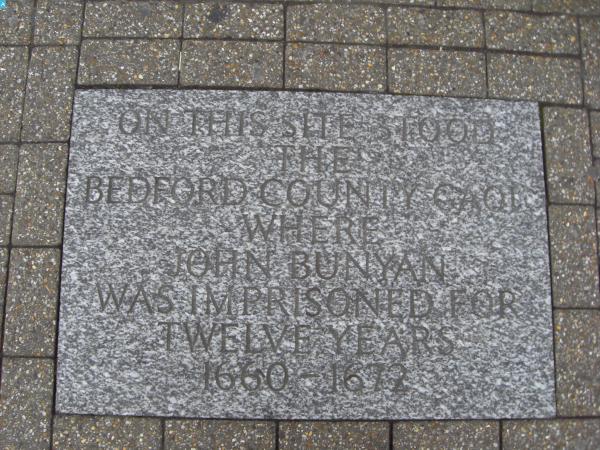 ON THIS SITE STOOD
THE
BEDFORD COUNTY GAOL
WHERE
JOHN BUNYAN
WAS IMPRISONED FOR
TWELVE YEARS
1660-1672